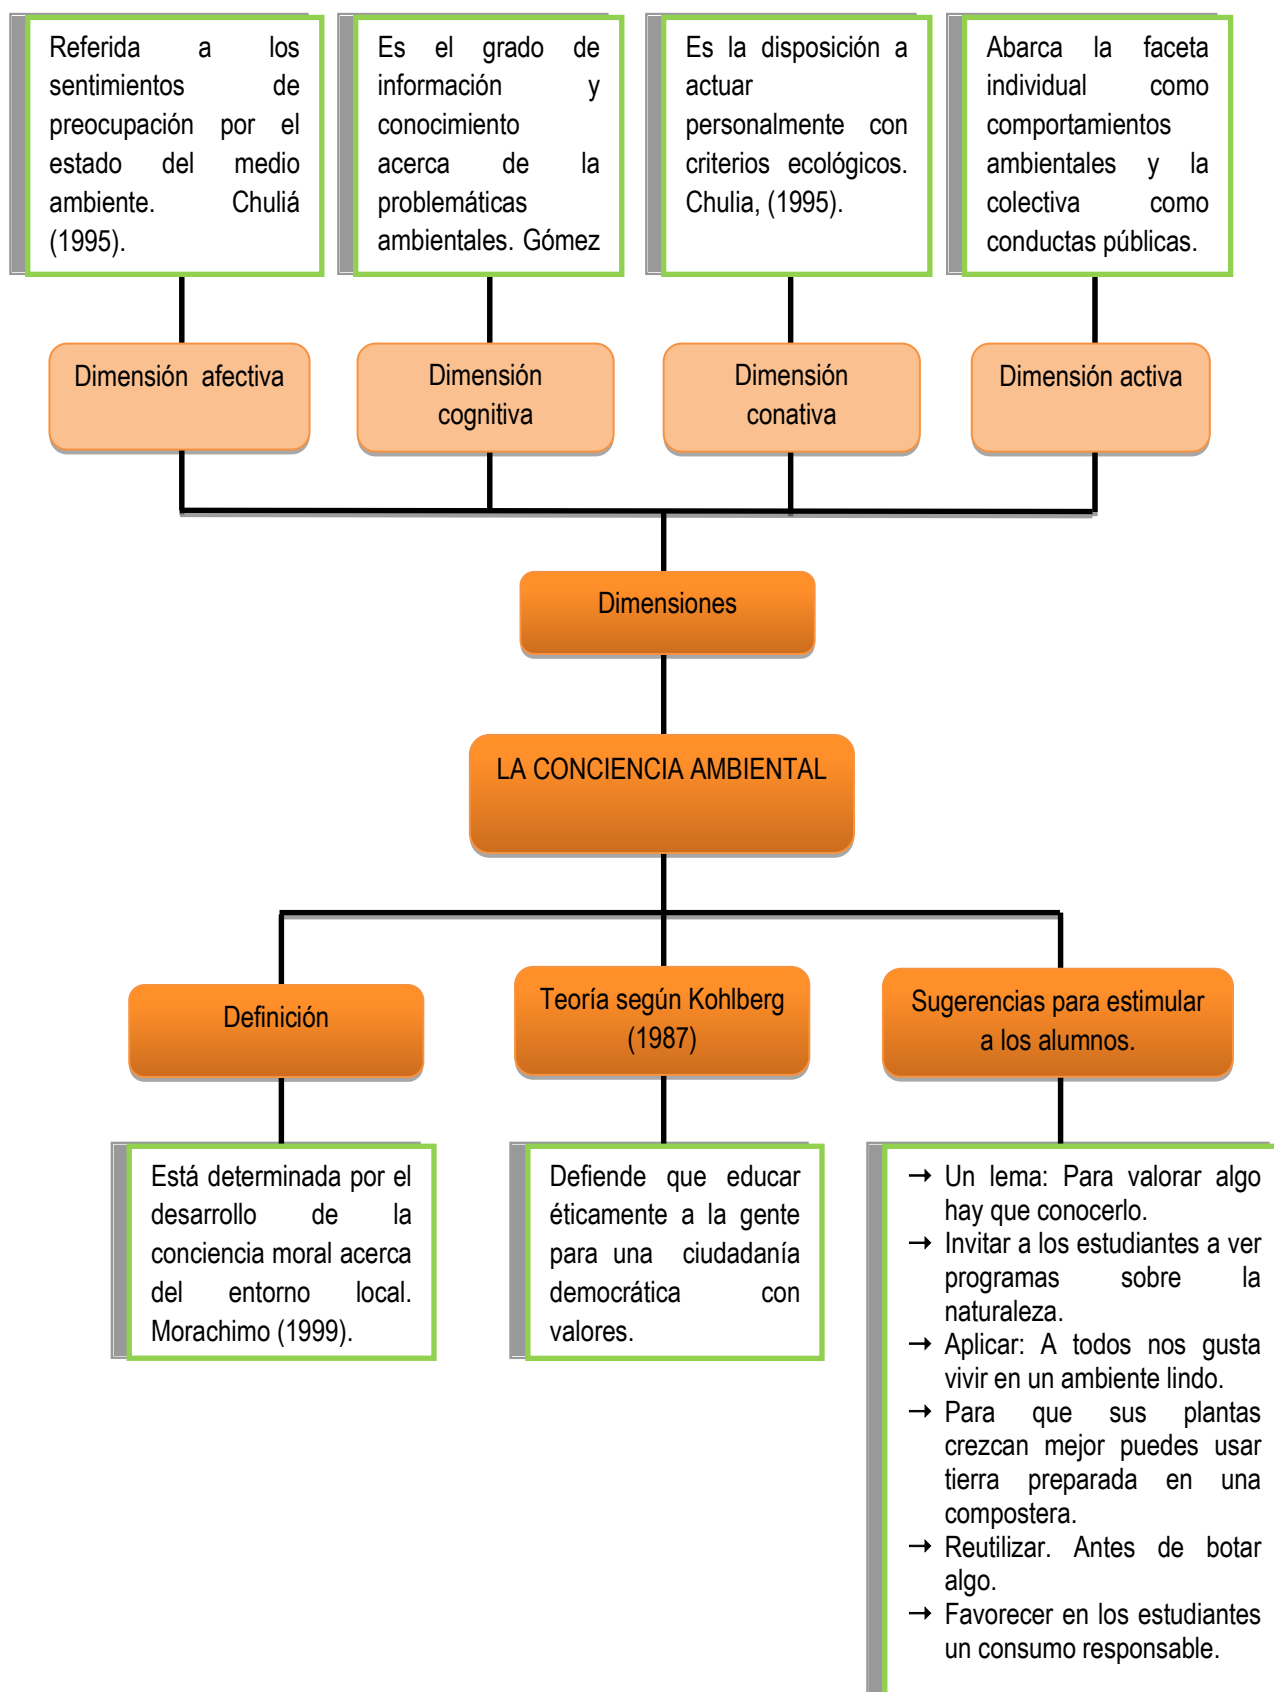 Referida a los
sentimientos de
preocupación por el
estado del medio
ambiente. Chuliá
(1995).
Es el grado de
información y
conocimiento
acerca de la
problemáticas
ambientales. Gómez
Es la disposición a
actuar
personalmente con
criterios ecológicos.
Chulia, (1995).
Abarca la faceta
individual como
comportamientos
ambientales y la
colectiva como
conductas públicas.
Dimensión afectiva
Dimensión
cognitiva
Dimensión
conativa
Dimensión activa
Dimensiones
LA CONCIENCIA AMBIENTAL
Definición
Teoría según Kohlberg
(1987)
Sugerencias para estimular
a los alumnos.
Está determinada por el
desarrollo de la
conciencia moral acerca
del entorno local.
Morachimo (1999).
Defiende que educar
éticamente a la gente
para una ciudadanía
democrática con
valores.
→ Un lema: Para valorar algo
hay que conocerlo.
→ Invitar a los estudiantes a ver
programas sobre la
naturaleza.
→ Aplicar: A todos nos gusta
vivir en un ambiente lindo.
→ Para que sus plantas
crezcan mejor puedes usar
tierra preparada en una
compostera.
→ Reutilizar. Antes de botar
algo.
→ Favorecer en los estudiantes
un consumo responsable.